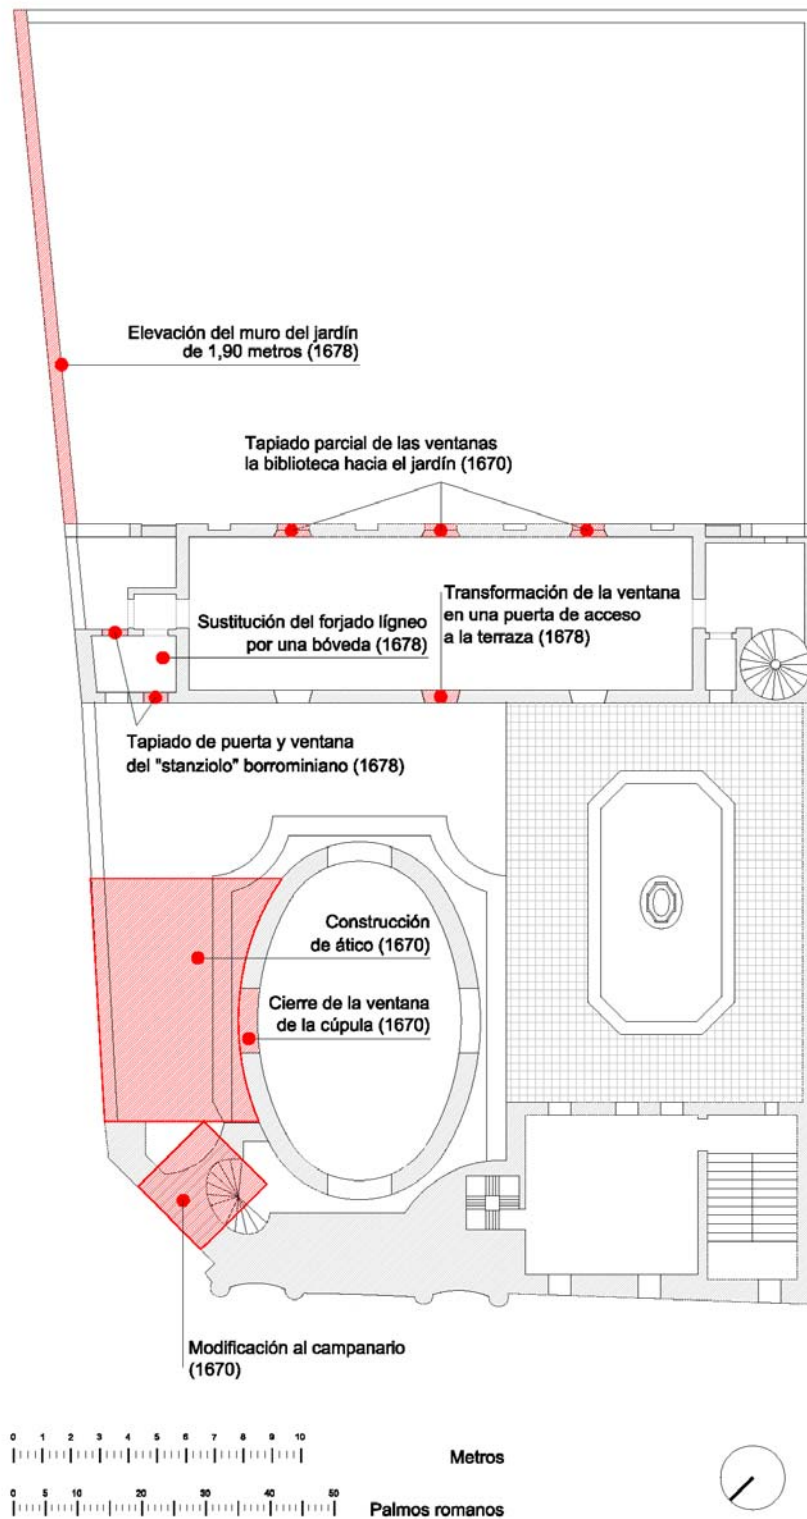 Elevación del muro del jardín
de 1,90 metros (1678)
Tapiado parcial de las ventanas
la biblioteca hacia el jardín (1670)
Transformación de la ventana
en una puerta de acceso
a la terraza (1678)
Sustitución del forjado lígneo
por una bóveda (1678)
Tapiado de puerta y ventana
del "stanziolo" borrominiano (1678)
Construcción
de ático (1670)
Cierre de la ventana
de la cúpula (1670)
Modificación al campanario
(1670)
0 1 2 3 4 5 6 7 8 9 10
Metros
0 5 10 20 30 40 50
Palmos romanos